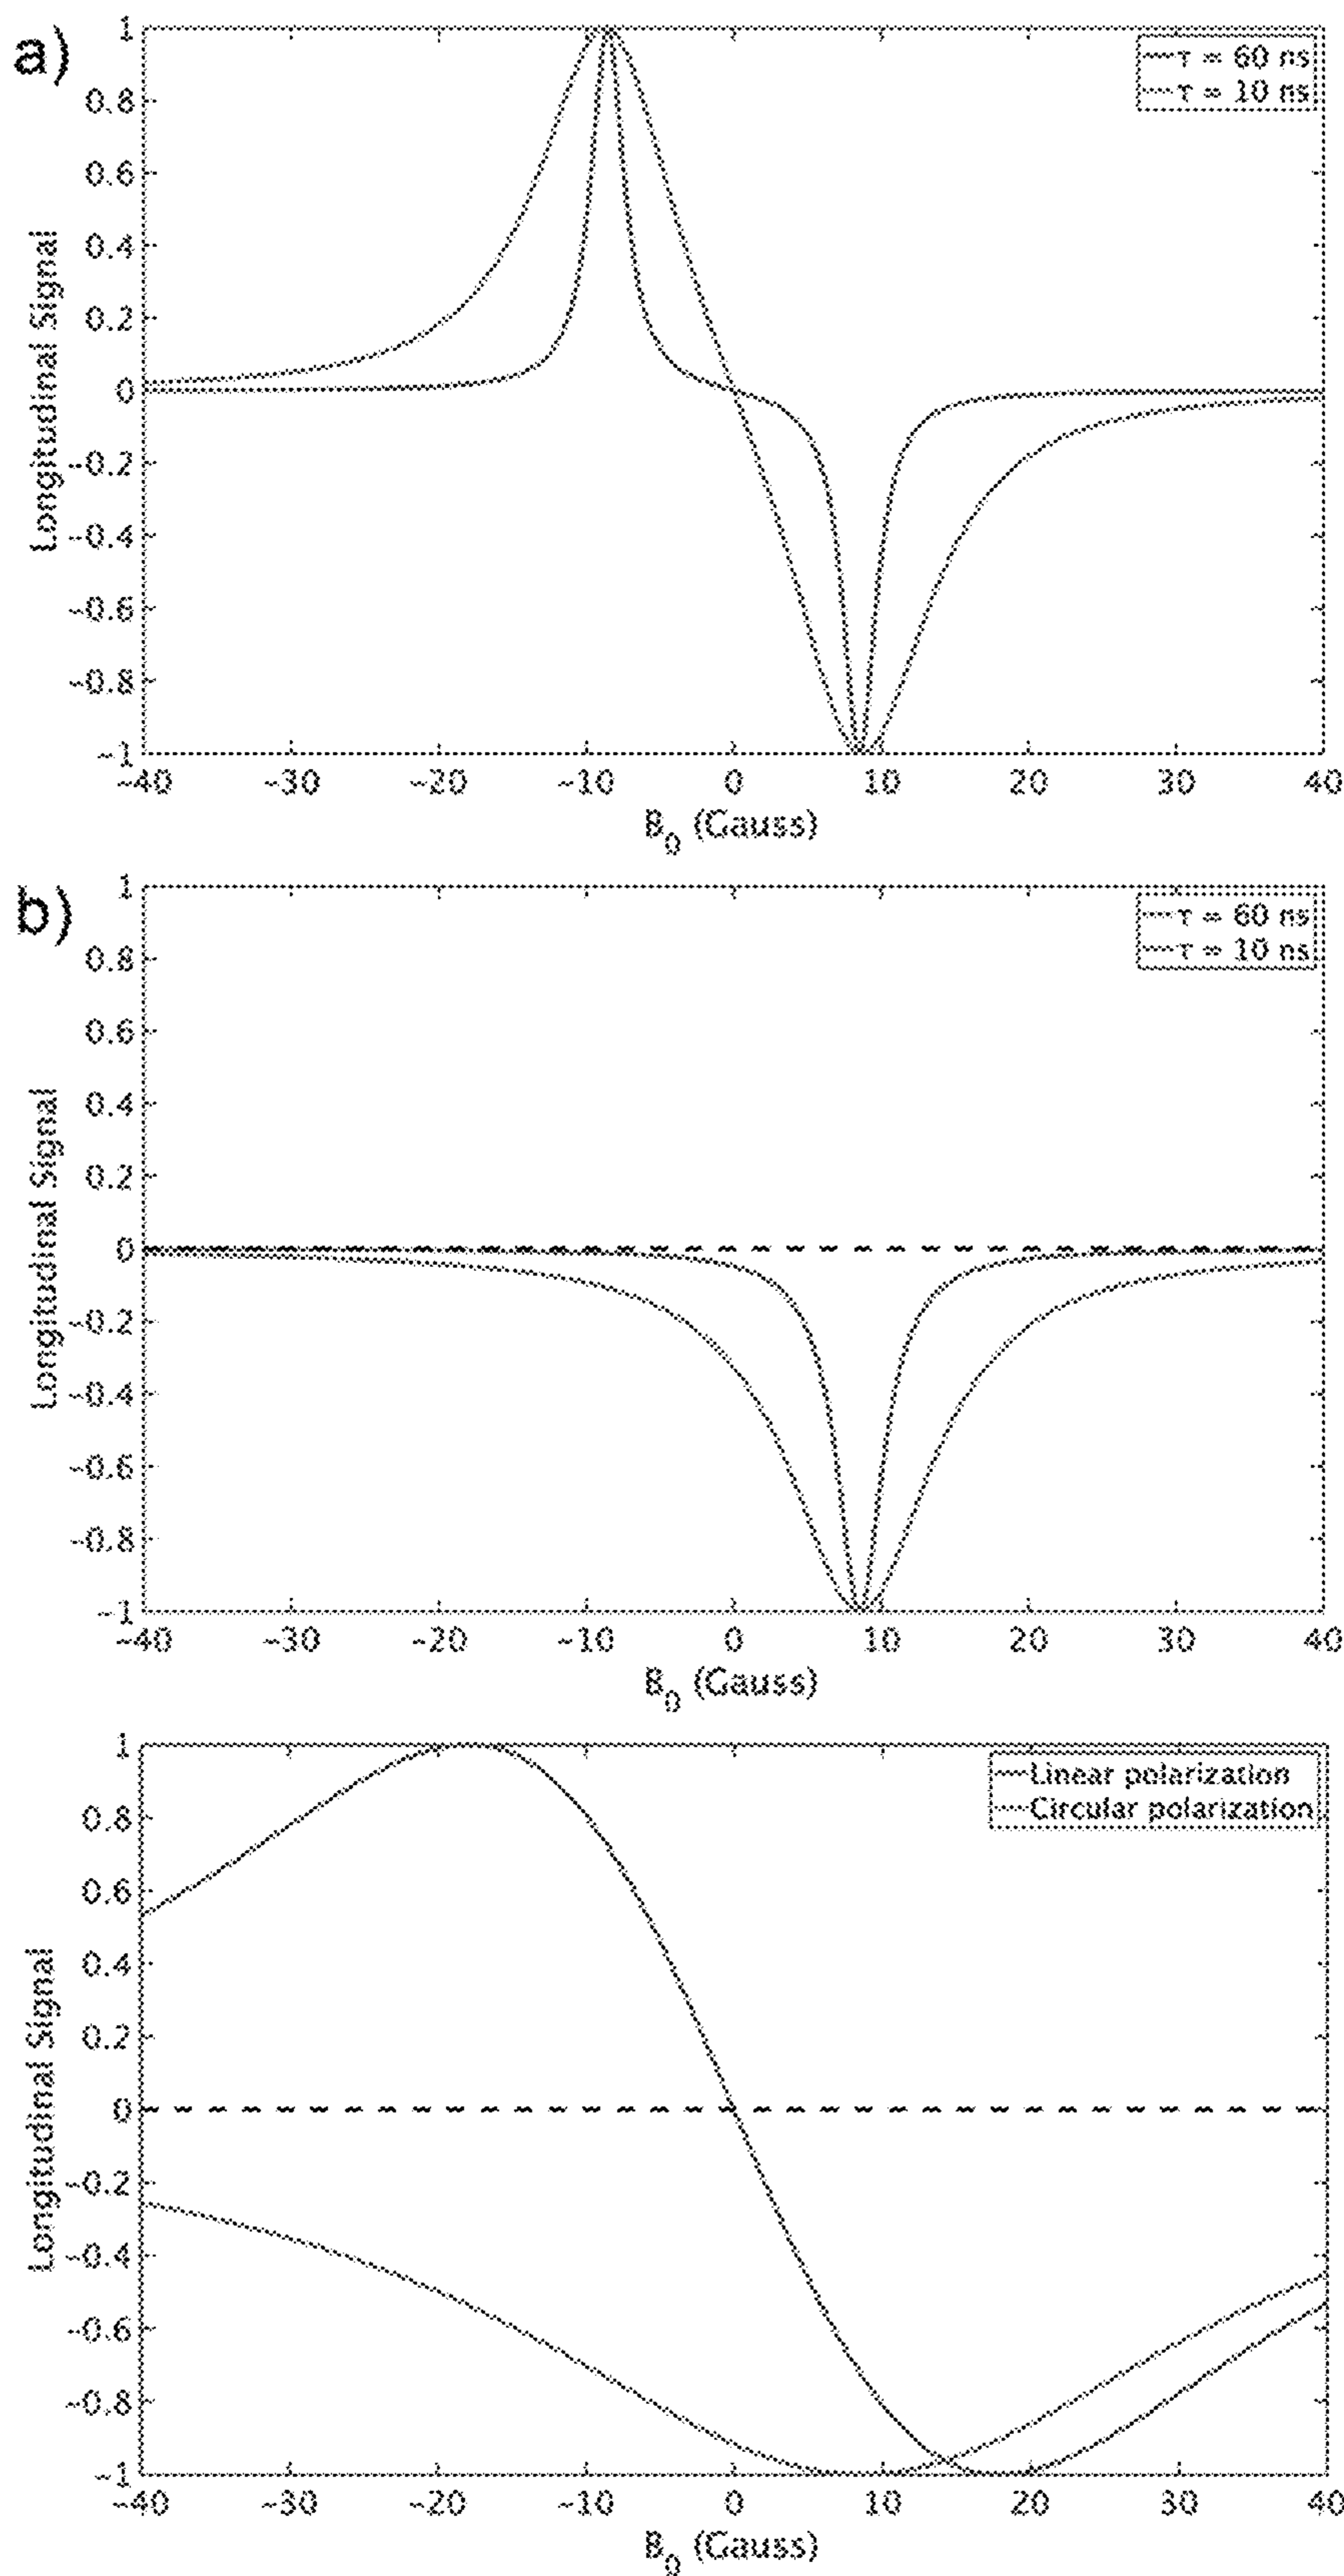 a)
1
0.8
0.6
0.4
0.2
0
-0.2
-0.4
-0.6
-0.8
-1
Longitudinal Signal
τ = 60 ns
τ = 10 ns
-40 -30 -20 -10 0 10 20 30 40
B0 (Gauss)
b)
1
0.8
0.6
0.4
0.2
0
-0.2
-0.4
-0.6
-0.8
-1
Longitudinal Signal
τ = 60 ns
τ = 10 ns
-40 -30 -20 -10 0 10 20 30 40
B0 (Gauss)
1
0.8
0.6
0.4
0.2
0
-0.2
-0.4
-0.6
-0.8
-1
Longitudinal Signal
Linear polarization
Circular polarization
-40 -30 -20 -10 0 10 20 30 40
B0 (Gauss)